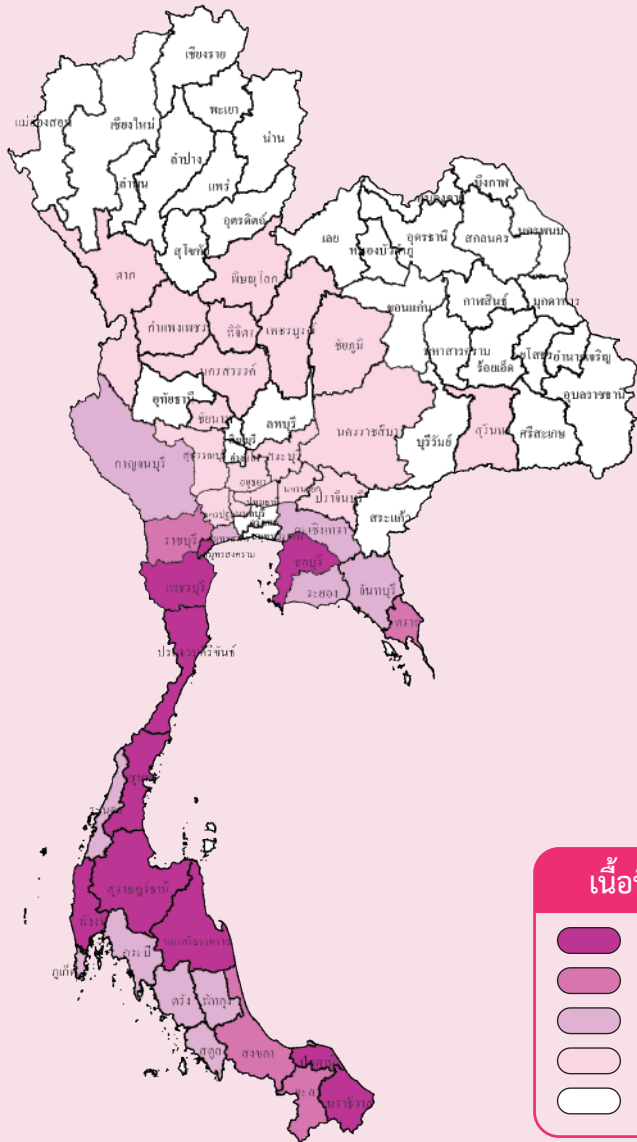 เชียงราย
เชียงใหม่
พะเยา
น่าน
ลำปาง
แพร่
อุตรดิตถ์
สุโขทัย
ตาก
พิษณุโลก
กำแพงเพชร
พิจิตร
เพชรบูรณ์
นครสวรรค์
อุทัยธานี
ชัยนาท
ลพบุรี
เลย
บึงกาฬ
หนองบัวลำภู
อุดรธานี
สกลนคร
นครพนม
ขอนแก่น
กาฬสินธุ์
มุกดาหาร
ชัยภูมิ
มหาสารคาม
ร้อยเอ็ด
ยโสธร
อำนาจเจริญ
อุบลราชธานี
นครราชสีมา
บุรีรัมย์
สุรินทร์
ศรีสะเกษ
กาญจนบุรี
สุพรรณบุรี
สระบุรี
อยุธยา
ปราจีนบุรี
สระแก้ว
ราชบุรี
ฉะเชิงเทรา
ชลบุรี
ระยอง
จันทบุรี
ตราด
เพชรบุรี
ประจวบคีรีขันธ์
ระนอง
สุราษฎร์ธานี
พังงา
นครศรีธรรมราช
กระบี่
ภูเก็ต
ตรัง
พัทลุง
สตูล
สงขลา
ปัตตานี
ยะลา
นราธิวาส